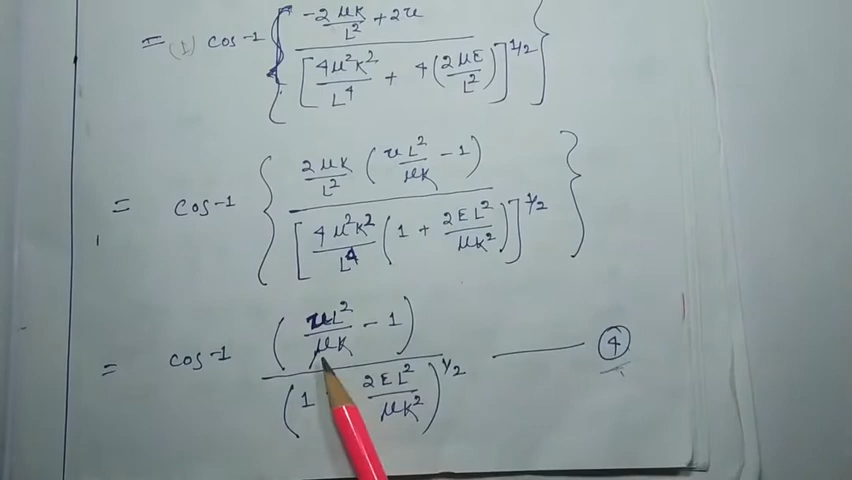 = (1) cos-1 { (-2μK/L² + 2u) / [4μ²K²/L⁴ + 4(2μE/L²)]^1/2 }
= cos-1 { 2μK/L² (uL²/μK - 1) / [4μ²K²/L⁴ (1 + 2EL²/μK²)]^1/2 }
= cos-1 (uL²/μK - 1) / (1 + 2EL²/μK²)^1/2 —— ④